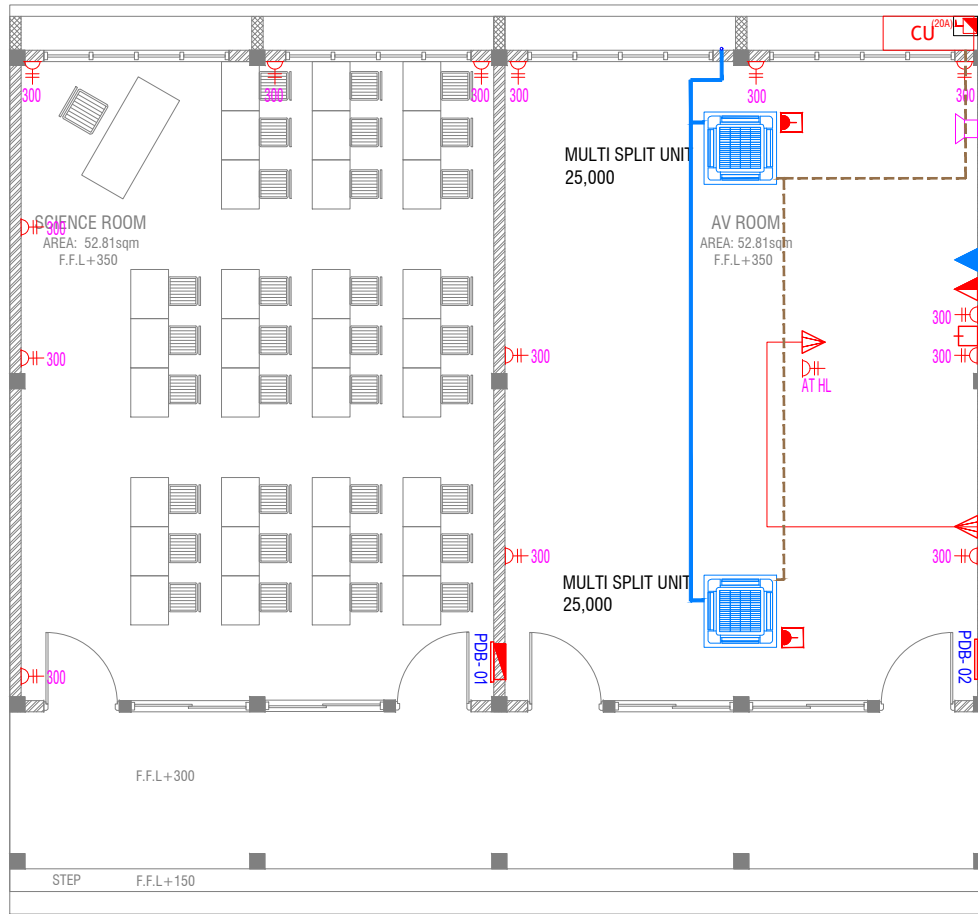 CU
(20A)
300
300
300
300
300
300
MULTI SPLIT UNIT
25,000
SCIENCE ROOM
AREA: 52.81sqm
F.F.L+350
300
AV ROOM
AREA: 52.81sqm
F.F.L+350
300
300
300
300
AT HL
300
300
MULTI SPLIT UNIT
25,000
PDB-01
PDB-02
300
F.F.L+300
STEP
F.F.L+150